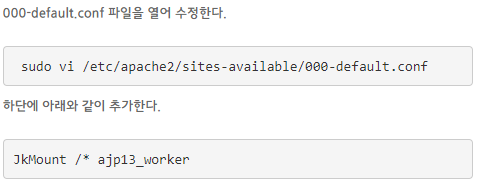 000-default.conf 파일을 열어 수정한다.
sudo vi /etc/apache2/sites-available/000-default.conf
하단에 아래와 같이 추가한다.
JkMount /* ajp13_worker